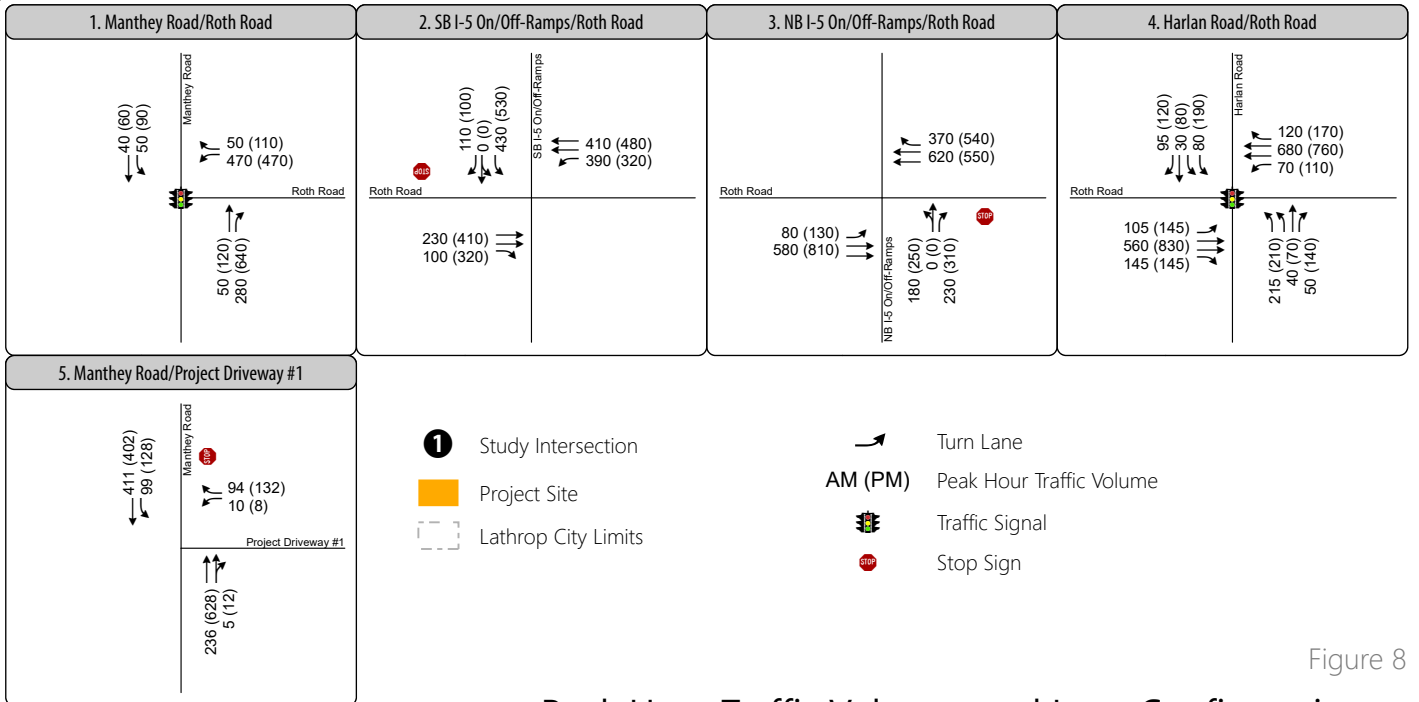 1. Manthey Road/Roth Road
40 (60)
50 (90)
Manthey Road
50 (110)
470 (470)
Roth Road
50 (120)
280 (640)
2. SB I-5 On/Off-Ramps/Roth Road
110 (100)
0 (0)
430 (530)
SB I-5 On/Off-Ramps
410 (480)
390 (320)
STOP
Roth Road
230 (410)
100 (320)
3. NB I-5 On/Off-Ramps/Roth Road
370 (540)
620 (550)
Roth Road
STOP
80 (130)
580 (810)
NB I-5 On/Off-Ramps
180 (250)
0 (0)
230 (310)
4. Harlan Road/Roth Road
95 (120)
30 (80)
80 (190)
Harlan Road
120 (170)
680 (760)
70 (110)
Roth Road
105 (145)
560 (830)
145 (145)
215 (210)
40 (70)
50 (140)
5. Manthey Road/Project Driveway #1
411 (402)
99 (128)
Manthey Road
STOP
94 (132)
10 (8)
Project Driveway #1
236 (628)
5 (12)
1 Study Intersection
Project Site
Lathrop City Limits
Turn Lane
AM (PM) Peak Hour Traffic Volume
Traffic Signal
STOP Stop Sign
Figure 8